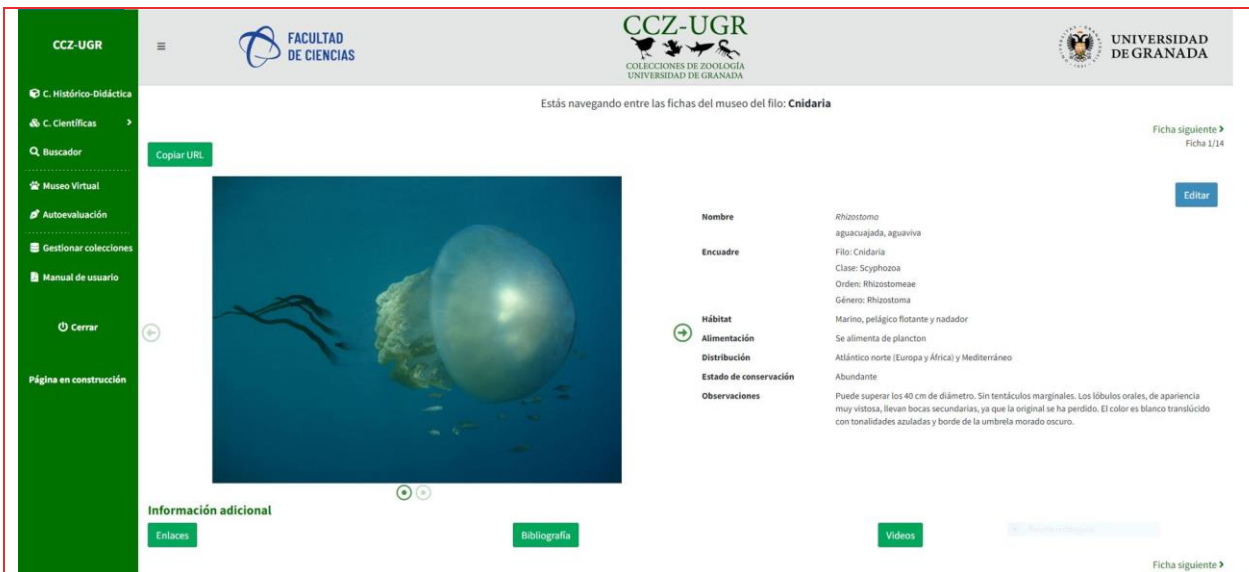 CCZ-UGR
FACULTAD
DE CIENCIAS
CCZ-UGR
COLECCIONES DE ZOOLOGÍA
UNIVERSIDAD DE GRANADA
UNIVERSIDAD
DE GRANADA
C. Histórico-Didáctica
C. Científicas
Buscador
Museo Virtual
Autoevaluación
Gestionar colecciones
Manual de usuario
Cerrar
Página en construcción
Estás navegando entre las fichas del museo del filo: Cnidaria
Ficha siguiente
Ficha 1/14
Copiar URL
Editar
Nombre Rhizostoma
aguacuajada, aguaviva
Encuadre Filo: Cnidaria
Clase: Scyphozoa
Orden: Rhizostomeae
Género: Rhizostoma
Hábitat Marino, pelágico flotante y nadador
Alimentación Se alimenta de plancton
Distribución Atlántico norte (Europa y África) y Mediterráneo
Estado de conservación Abundante
Observaciones Puede superar los 40 cm de diámetro. Sin tentáculos marginales. Los lóbulos orales, de apariencia
muy vistosa, llevan bocas secundarias, ya que la original se ha perdido. El color es blanco translúcido
con tonalidades azuladas y borde de la umbrela morado oscuro.
Información adicional
Enlaces
Bibliografía
Videos
Ficha siguiente